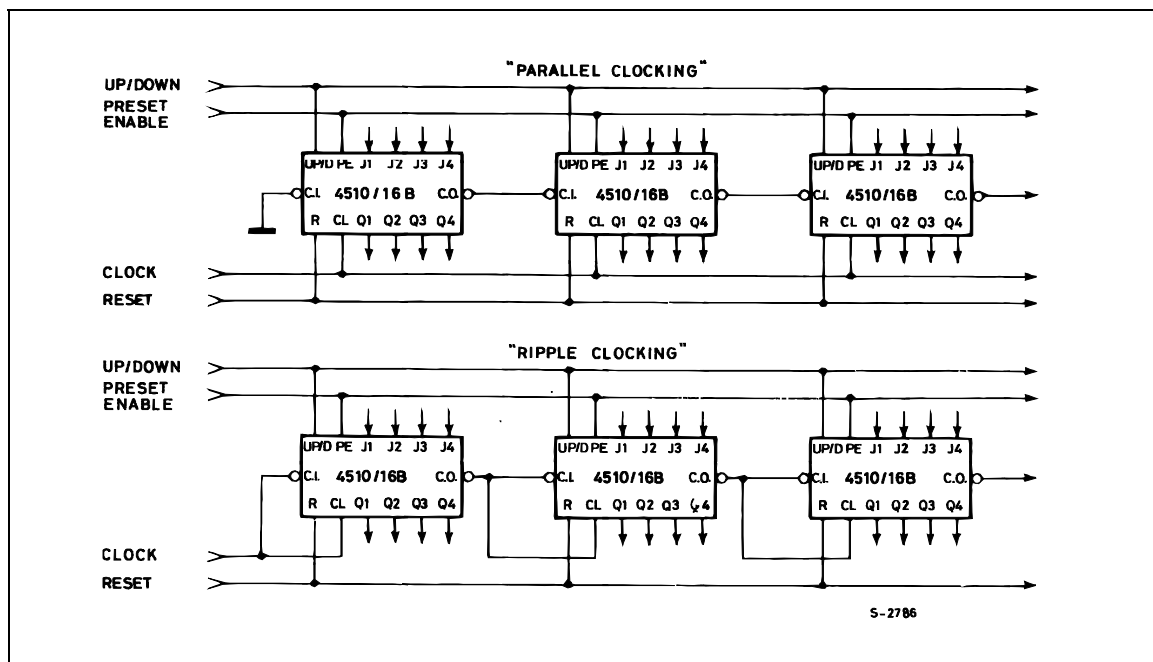 "PARALLEL CLOCKING"
UP/DOWN
PRESET
ENABLE
UP/D PE J1 J2 J3 J4
C.I. 4510/16B C.O.
R CL Q1 Q2 Q3 Q4
UP/D PE J1 J2 J3 J4
C.I. 4510/16B C.O.
R CL Q1 Q2 Q3 Q4
UP/D PE J1 J2 J3 J4
C.I. 4510/16B C.O.
R CL Q1 Q2 Q3 Q4
CLOCK
RESET
"RIPPLE CLOCKING"
UP/DOWN
PRESET
ENABLE
UP/D PE J1 J2 J3 J4
C.I. 4510/16B C.O.
R CL Q1 Q2 Q3 Q4
UP/D PE J1 J2 J3 J4
C.I. 4510/16B C.O.
R CL Q1 Q2 Q3
UP/D PE J1 J2 J3 J4
C.I. 4510/16B C.O.
R CL Q1 Q2 Q3 Q4
CLOCK
RESET
S-2786